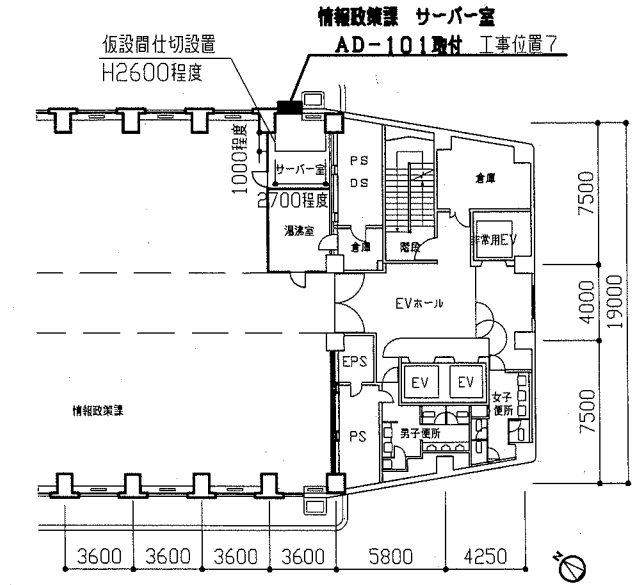 情報政策課 サーバー室
AD-101取付 工事位置7
仮設間仕切設置
H2600程度
1000程度
サーバー室
2700程度
湯沸室
PS
DS
倉庫
階段
倉庫
非常用EV
EVホール
EPS
EV
EV
女子
便所
情報政策課
PS
男子便所
7500
4000
7500
19000
3600
3600
3600
3600
5800
4250
N